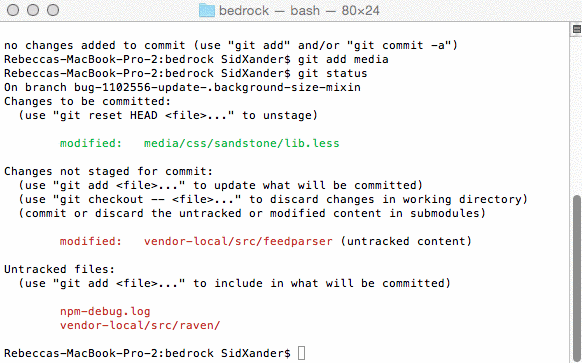 bedrock — bash — 80×24
no changes added to commit (use "git add" and/or "git commit -a")
Rebeccas-MacBook-Pro-2:bedrock SidXander$ git add media
Rebeccas-MacBook-Pro-2:bedrock SidXander$ git status
On branch bug-1102556-update-.background-size-mixin
Changes to be committed:
  (use "git reset HEAD <file>..." to unstage)
        modified:   media/css/sandstone/lib.less
Changes not staged for commit:
  (use "git add <file>..." to update what will be committed)
  (use "git checkout -- <file>..." to discard changes in working directory)
  (commit or discard the untracked or modified content in submodules)
        modified:   vendor-local/src/feedparser (untracked content)
Untracked files:
  (use "git add <file>..." to include in what will be committed)
        npm-debug.log
        vendor-local/src/raven/
Rebeccas-MacBook-Pro-2:bedrock SidXander$